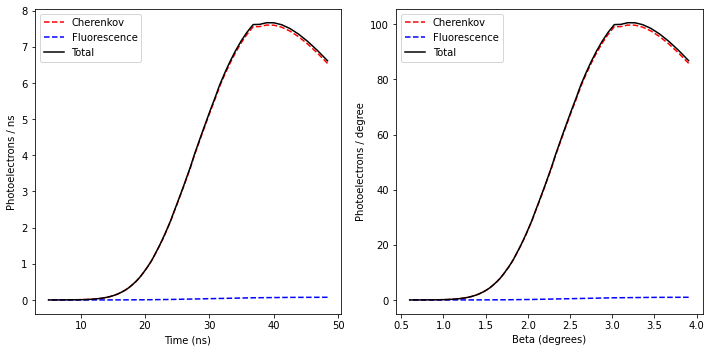 Cherenkov
Fluorescence
Total
8
7
6
5
4
3
2
1
0
Photoelectrons / ns
10 20 30 40 50
Time (ns)
Cherenkov
Fluorescence
Total
100
80
60
40
20
0
Photoelectrons / degree
0.5 1.0 1.5 2.0 2.5 3.0 3.5 4.0
Beta (degrees)